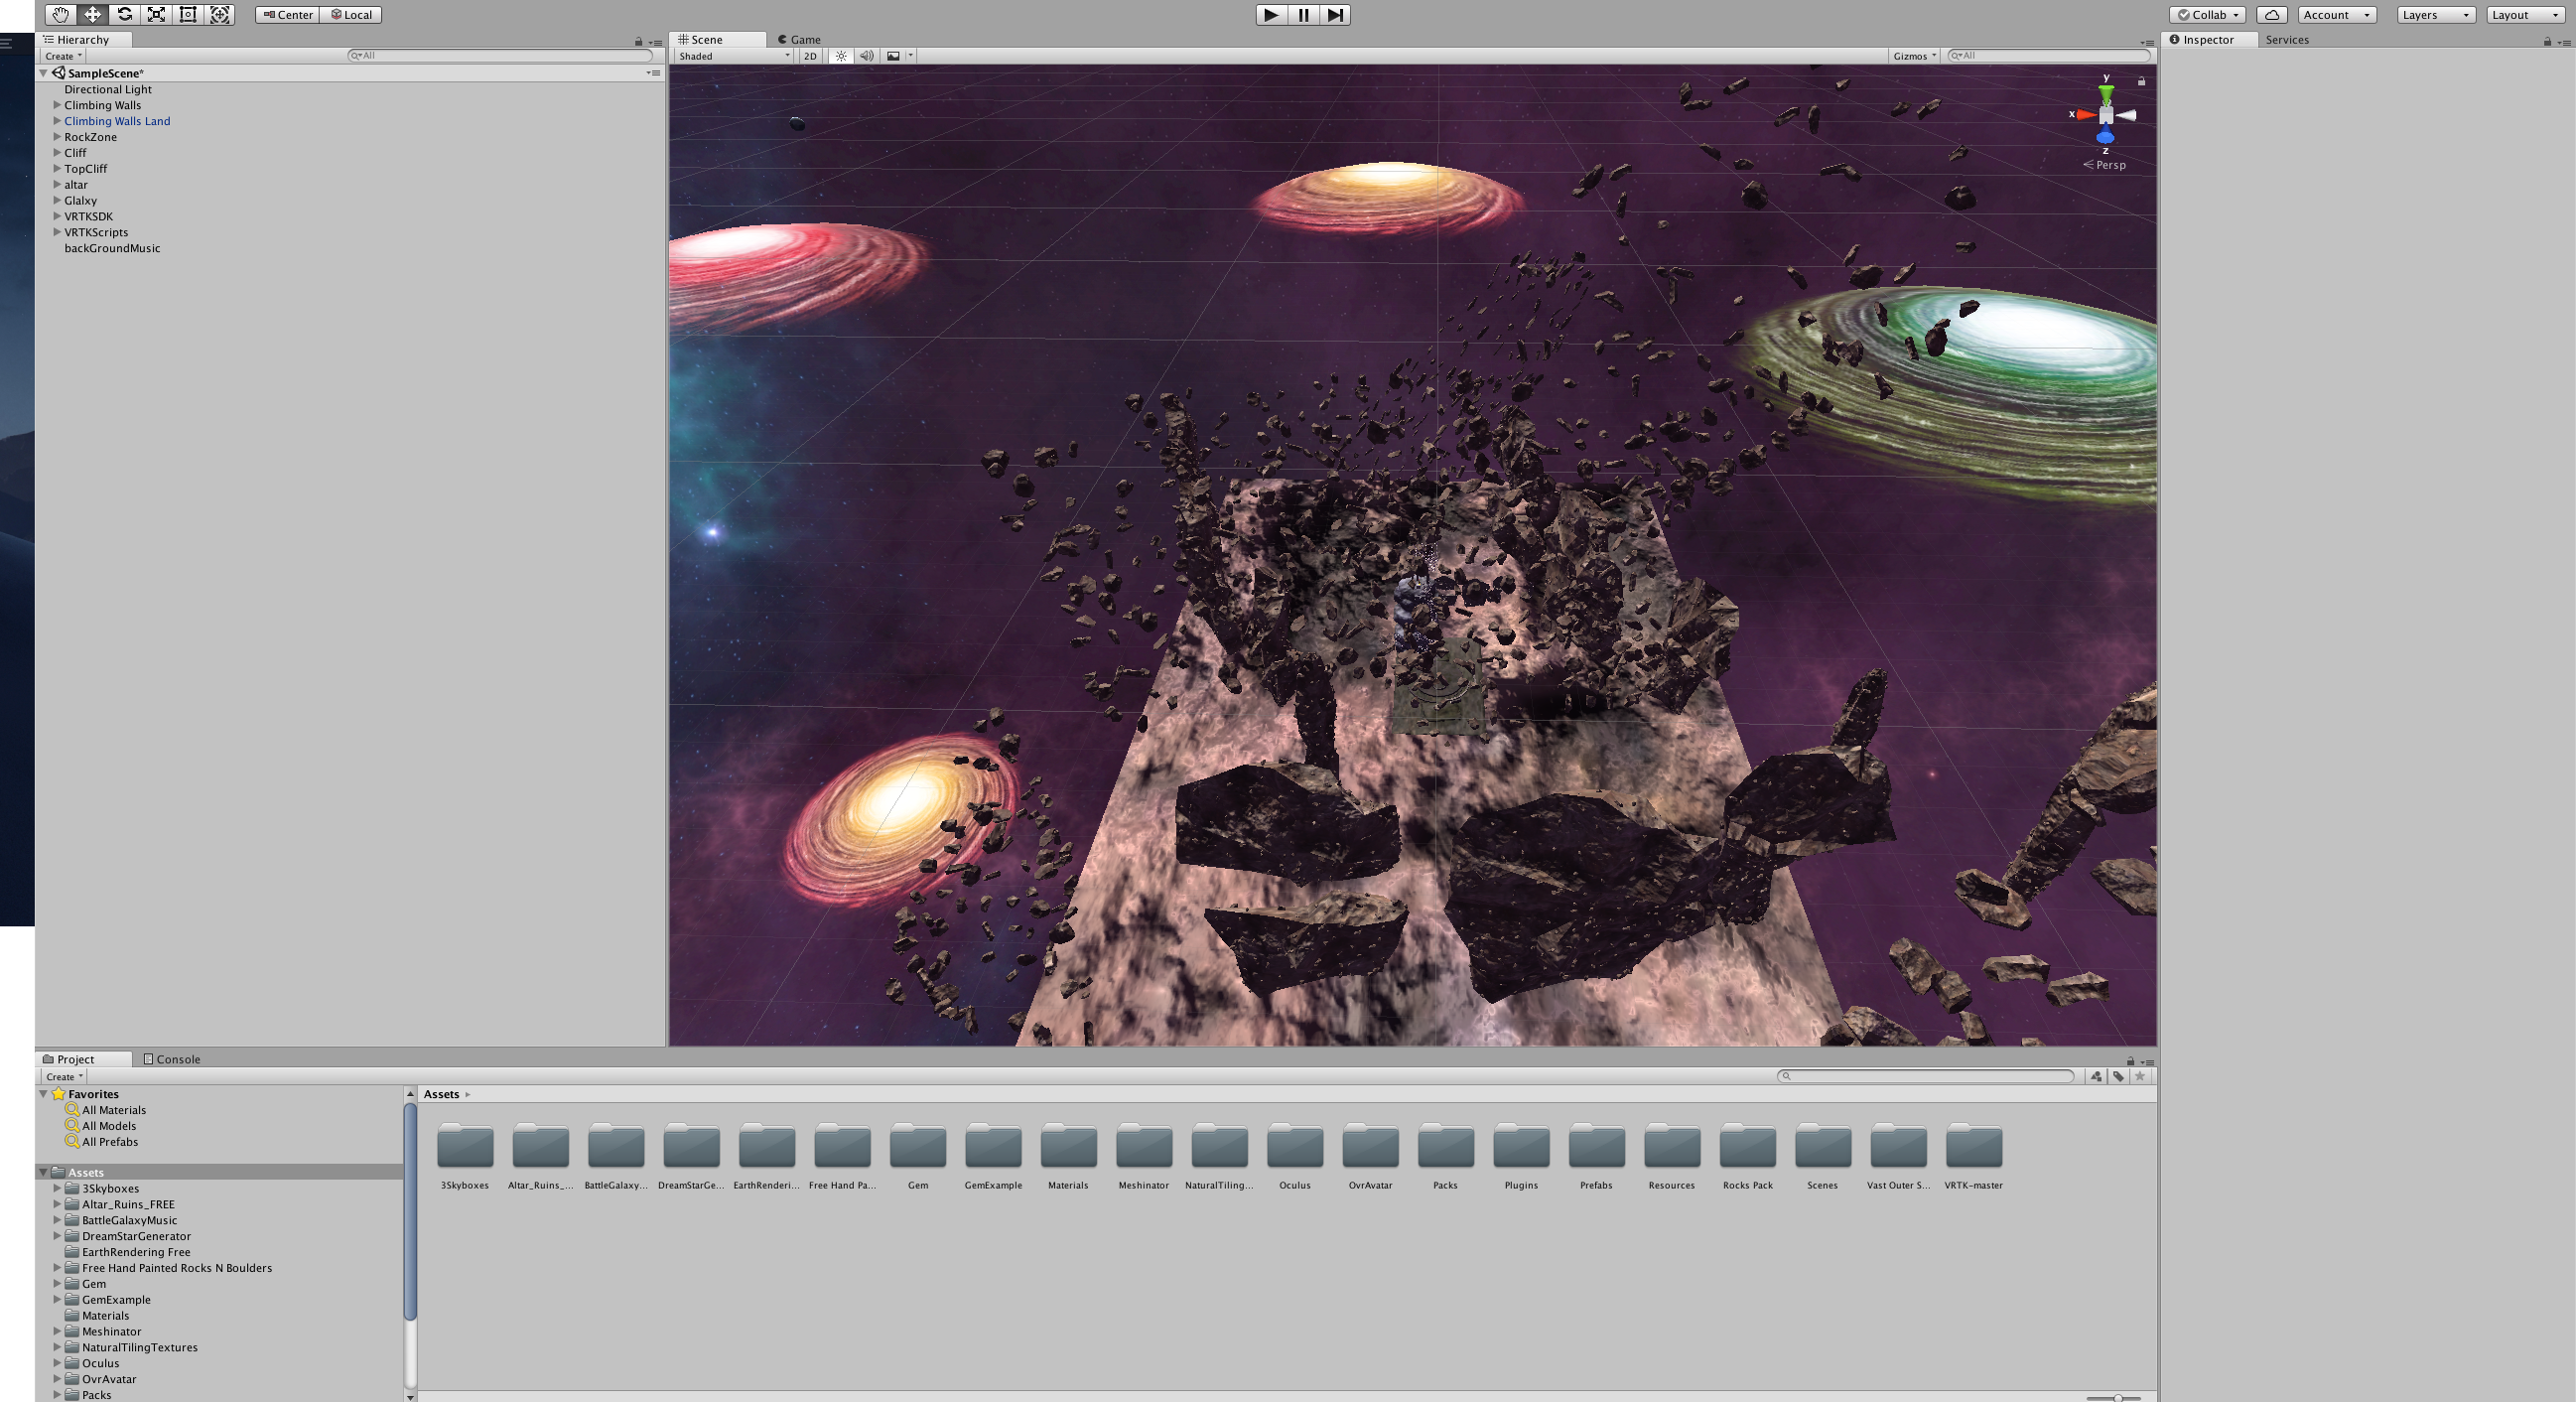 Center Local
Collab Account Layers Layout
Hierarchy
Create All
SampleScene*
Directional Light
Climbing Walls
Climbing Walls Land
RockZone
Cliff
TopCliff
altar
Glalxy
VRTKSDK
VRTKScripts
backGroundMusic
Scene Game
Shaded 2D Gizmos All
y
x
z
Persp
Inspector Services
Project Console
Create
Favorites
All Materials
All Models
All Prefabs
Assets
3Skyboxes
Altar_Ruins_FREE
BattleGalaxyMusic
DreamStarGenerator
EarthRendering Free
Free Hand Painted Rocks N Boulders
Gem
GemExample
Materials
Meshinator
NaturalTilingTextures
Oculus
OvrAvatar
Packs
Assets
3Skyboxes Altar_Ruins_... BattleGalaxy... DreamStarGe... EarthRenderi... Free Hand Pa... Gem GemExample Materials Meshinator NaturalTiling... Oculus OvrAvatar Packs Plugins Prefabs Resources Rocks Pack Scenes Vast Outer S... VRTK-master